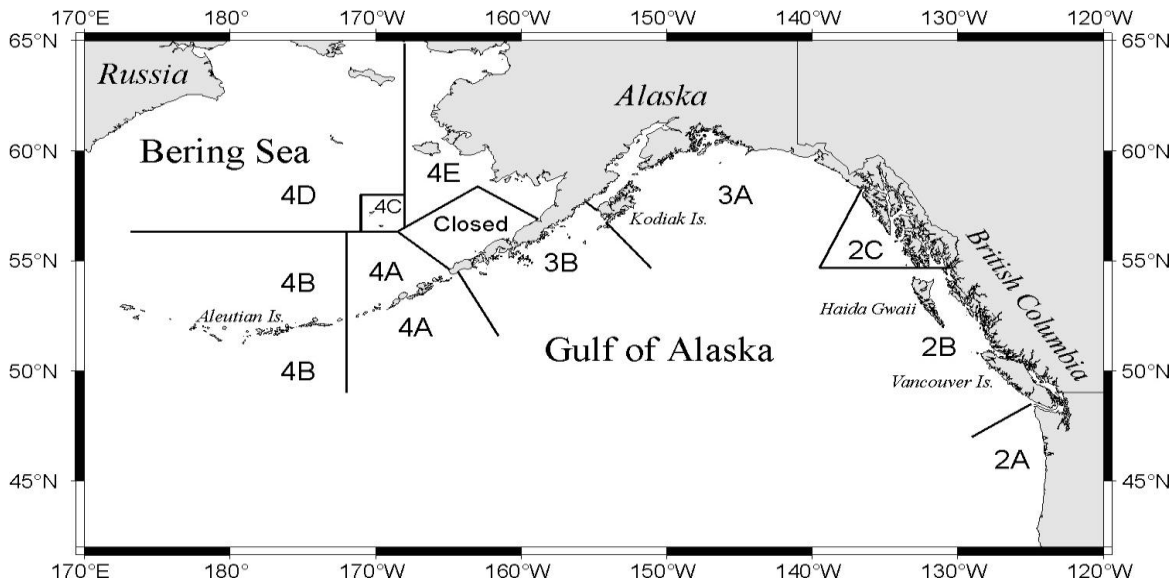 170°E 180° 170°W 160°W 150°W 140°W 130°W 120°W
65°N 65°N
Russia
Alaska
60°N 60°N
Bering Sea
4E
3A
4D
4C
Kodiak Is.
Closed
British Columbia
55°N 55°N
3B
2C
4B
4A
Aleutian Is.
Haida Gwaii
4A
2B
Gulf of Alaska
50°N 50°N
4B
Vancouver Is.
2A
45°N 45°N
170°E 180° 170°W 160°W 150°W 140°W 130°W 120°W